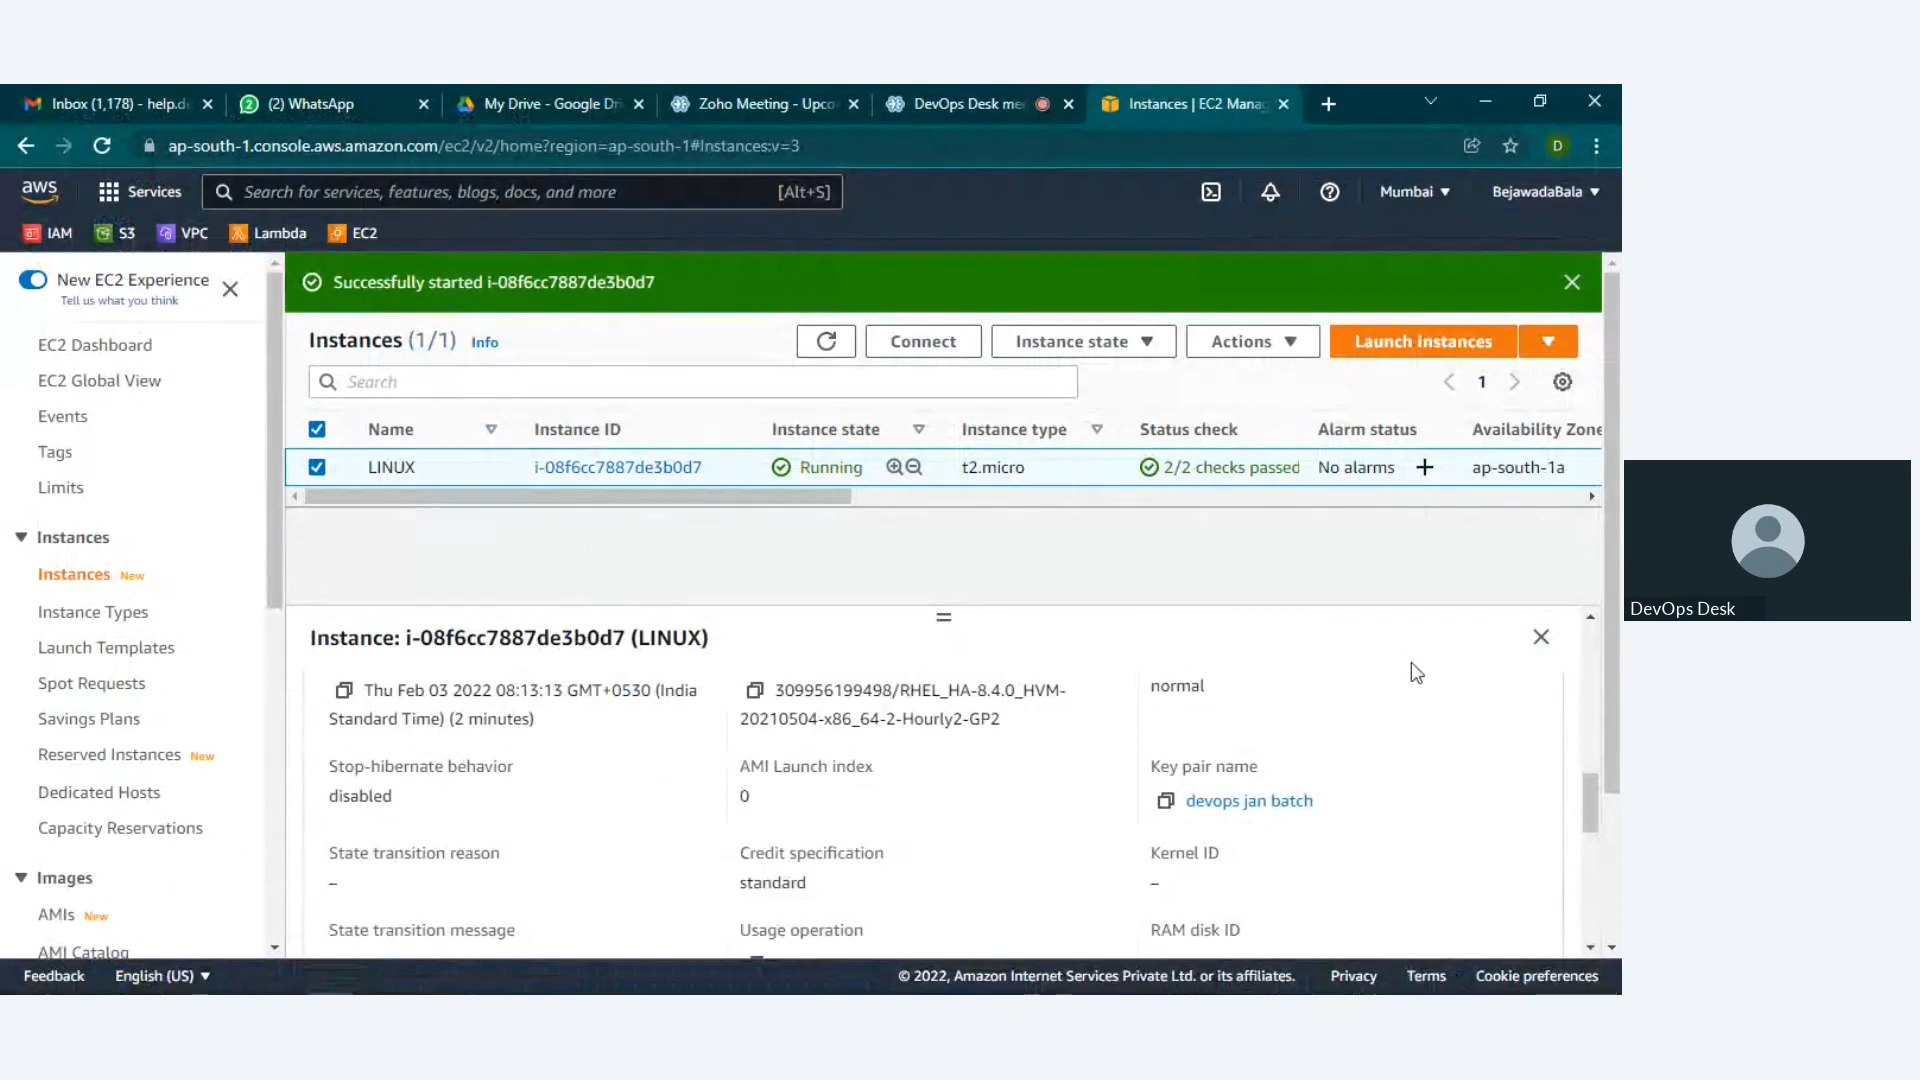 Inbox (1,178) - help.d
(2) WhatsApp
My Drive - Google Dri
Zoho Meeting - Upco
DevOps Desk me
Instances | EC2 Mana
ap-south-1.console.aws.amazon.com/ec2/v2/home?region=ap-south-1#Instances:v=3
D
aws
Services
Search for services, features, blogs, docs, and more
[Alt+S]
Mumbai
BejawadaBala
IAM
S3
VPC
Lambda
EC2
New EC2 Experience
Tell us what you think
Successfully started i-08f6cc7887de3b0d7
Instances (1/1) Info
Connect
Instance state
Actions
Launch instances
Search
1
Name
Instance ID
Instance state
Instance type
Status check
Alarm status
Availability Zone
LINUX
i-08f6cc7887de3b0d7
Running
t2.micro
2/2 checks passed
No alarms
ap-south-1a
EC2 Dashboard
EC2 Global View
Events
Tags
Limits
Instances
Instances New
Instance Types
Launch Templates
Spot Requests
Savings Plans
Reserved Instances New
Dedicated Hosts
Capacity Reservations
Images
AMIs New
AMI Catalog
Instance: i-08f6cc7887de3b0d7 (LINUX)
Thu Feb 03 2022 08:13:13 GMT+0530 (India
Standard Time) (2 minutes)
309956199498/RHEL_HA-8.4.0_HVM-
20210504-x86_64-2-Hourly2-GP2
normal
Stop-hibernate behavior
disabled
AMI Launch index
0
Key pair name
devops jan batch
State transition reason
–
Credit specification
standard
Kernel ID
–
State transition message
Usage operation
RAM disk ID
Feedback
English (US)
© 2022, Amazon Internet Services Private Ltd. or its affiliates.
Privacy
Terms
Cookie preferences
DevOps Desk